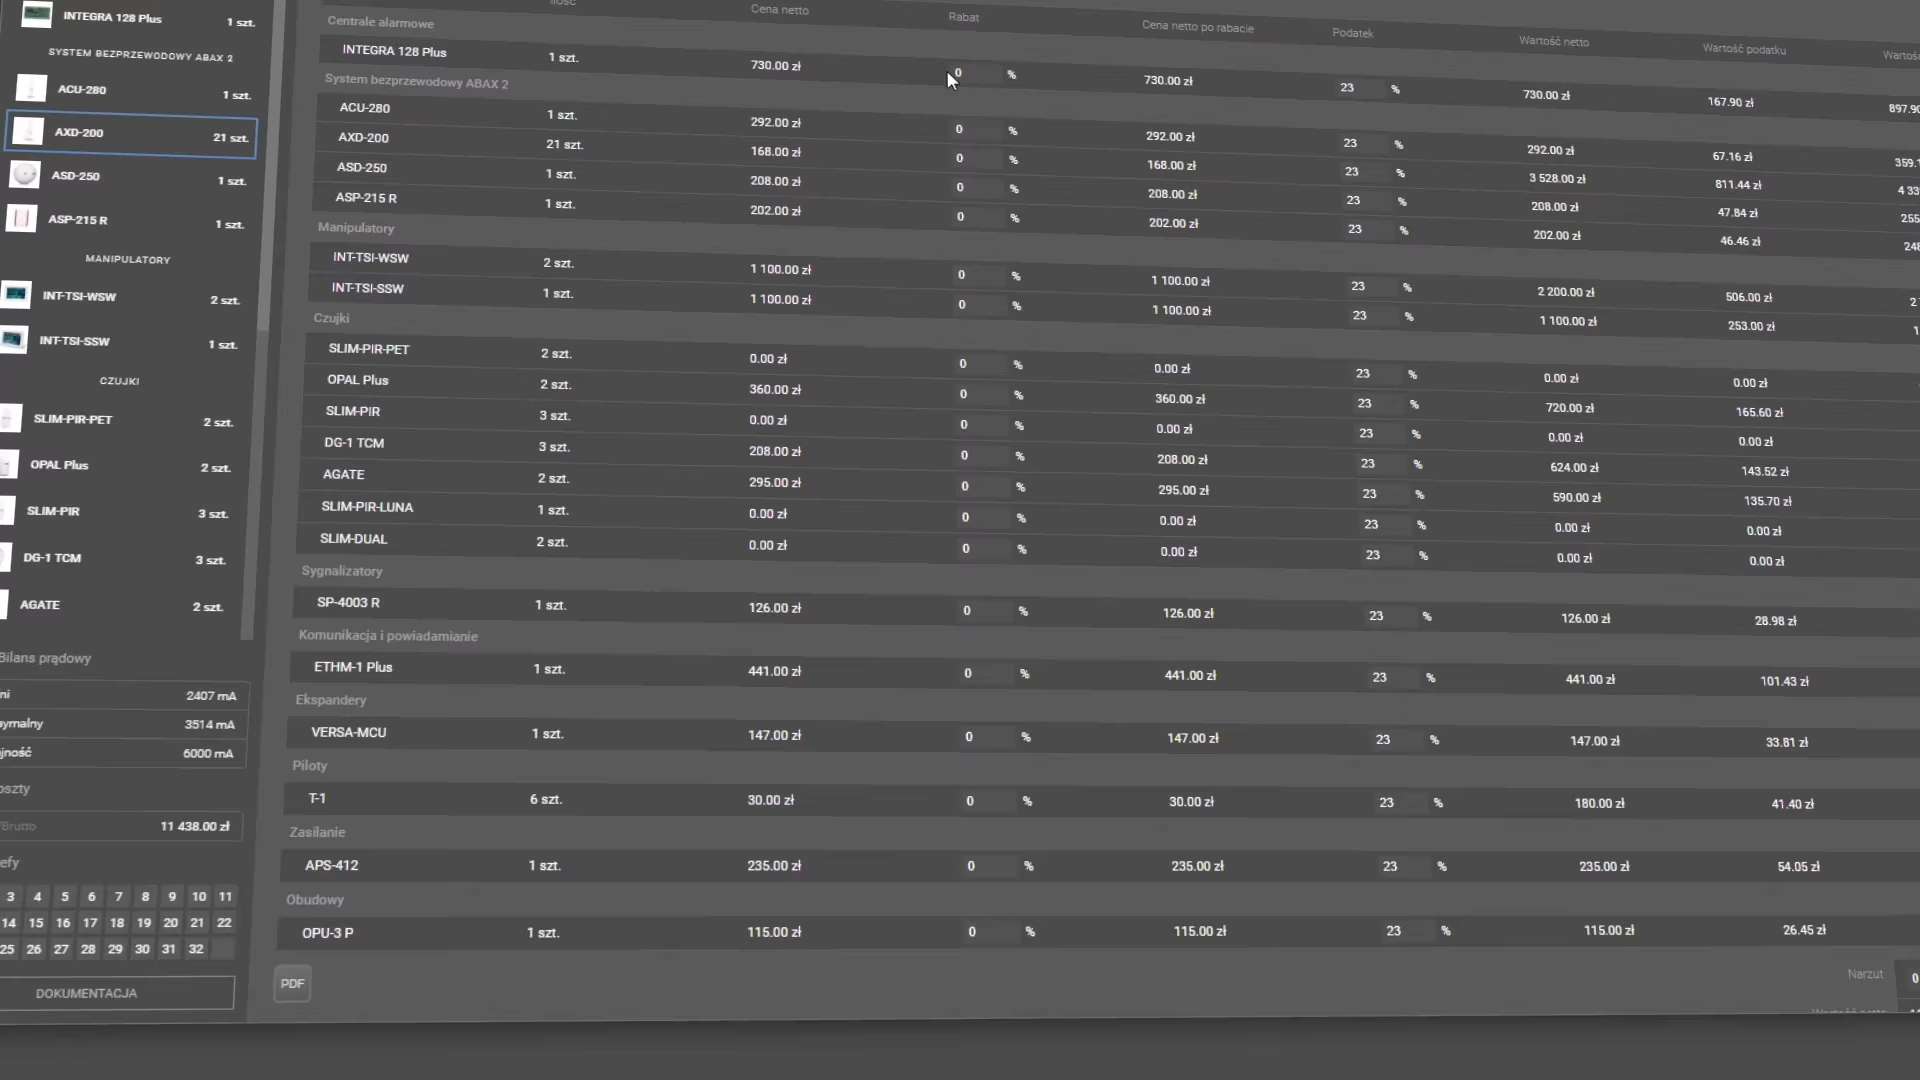 INTEGRA 128 Plus 1 szt.
SYSTEM BEZPRZEWODOWY ABAX 2
ACU-280 1 szt.
AXD-200 21 szt.
ASD-250 1 szt.
ASP-215 R 1 szt.
MANIPULATORY
INT-TSI-WSW 2 szt.
INT-TSI-SSW 1 szt.
CZUJKI
SLIM-PIR-PET 2 szt.
OPAL Plus 2 szt.
SLIM-PIR 3 szt.
DG-1 TCM 3 szt.
AGATE 2 szt.
Bilans prądowy
2407 mA
3514 mA
6000 mA
Brutto 11 438.00 zł
3 4 5 6 7 8 9 10 11
14 15 16 17 18 19 20 21 22
25 26 27 28 29 30 31 32
DOKUMENTACJA
Cena netto Rabat Cena netto po rabacie Podatek Wartość netto Wartość podatku
Centrale alarmowe
INTEGRA 128 Plus 1 szt. 730.00 zł 0 % 730.00 zł 23 % 730.00 zł 167.90 zł 897.90
System bezprzewodowy ABAX 2
ACU-280 1 szt. 292.00 zł 0 % 292.00 zł 23 % 292.00 zł 67.16 zł 359.1
AXD-200 21 szt. 168.00 zł 0 % 168.00 zł 23 % 3 528.00 zł 811.44 zł 4 33
ASD-250 1 szt. 208.00 zł 0 % 208.00 zł 23 % 208.00 zł 47.84 zł 255
ASP-215 R 1 szt. 202.00 zł 0 % 202.00 zł 23 % 202.00 zł 46.46 zł 248
Manipulatory
INT-TSI-WSW 2 szt. 1 100.00 zł 0 % 1 100.00 zł 23 % 2 200.00 zł 506.00 zł 2
INT-TSI-SSW 1 szt. 1 100.00 zł 0 % 1 100.00 zł 23 % 1 100.00 zł 253.00 zł 1
Czujki
SLIM-PIR-PET 2 szt. 0.00 zł 0 % 0.00 zł 23 % 0.00 zł 0.00 zł
OPAL Plus 2 szt. 360.00 zł 0 % 360.00 zł 23 % 720.00 zł 165.60 zł
SLIM-PIR 3 szt. 0.00 zł 0 % 0.00 zł 23 % 0.00 zł 0.00 zł
DG-1 TCM 3 szt. 208.00 zł 0 % 208.00 zł 23 % 624.00 zł 143.52 zł
AGATE 2 szt. 295.00 zł 0 % 295.00 zł 23 % 590.00 zł 135.70 zł
SLIM-PIR-LUNA 1 szt. 0.00 zł 0 % 0.00 zł 23 % 0.00 zł 0.00 zł
SLIM-DUAL 2 szt. 0.00 zł 0 % 0.00 zł 23 % 0.00 zł 0.00 zł
Sygnalizatory
SP-4003 R 1 szt. 126.00 zł 0 % 126.00 zł 23 % 126.00 zł 28.98 zł
Komunikacja i powiadamianie
ETHM-1 Plus 1 szt. 441.00 zł 0 % 441.00 zł 23 % 441.00 zł 101.43 zł
Ekspandery
VERSA-MCU 1 szt. 147.00 zł 0 % 147.00 zł 23 % 147.00 zł 33.81 zł
Piloty
T-1 6 szt. 30.00 zł 0 % 30.00 zł 23 % 180.00 zł 41.40 zł
Zasilanie
APS-412 1 szt. 235.00 zł 0 % 235.00 zł 23 % 235.00 zł 54.05 zł
Obudowy
OPU-3 P 1 szt. 115.00 zł 0 % 115.00 zł 23 % 115.00 zł 26.45 zł
PDF
Narzut 0